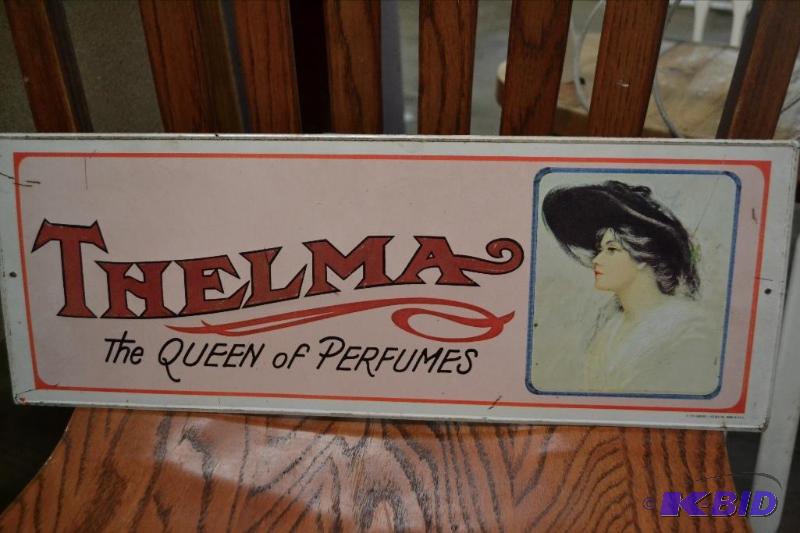 THELMA
The QUEEN of PERFUMES
© K-BID